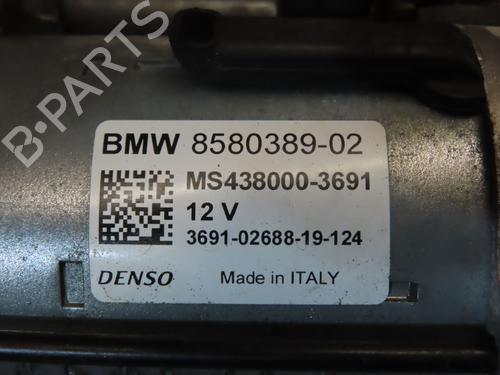 B-PARTS
BMW 8580389-02
MS438000-3691
12 V
3691-02688-19-124
DENSO Made in ITALY